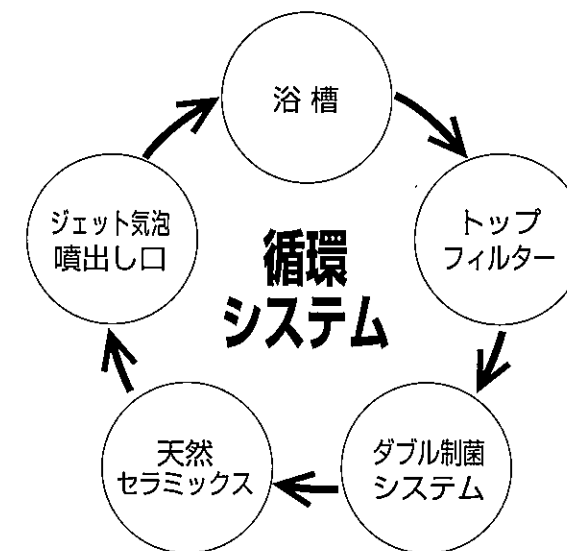 浴槽
トップ
フィルター
ダブル制菌
システム
天然
セラミックス
ジェット気泡
噴出し口
循環
システム